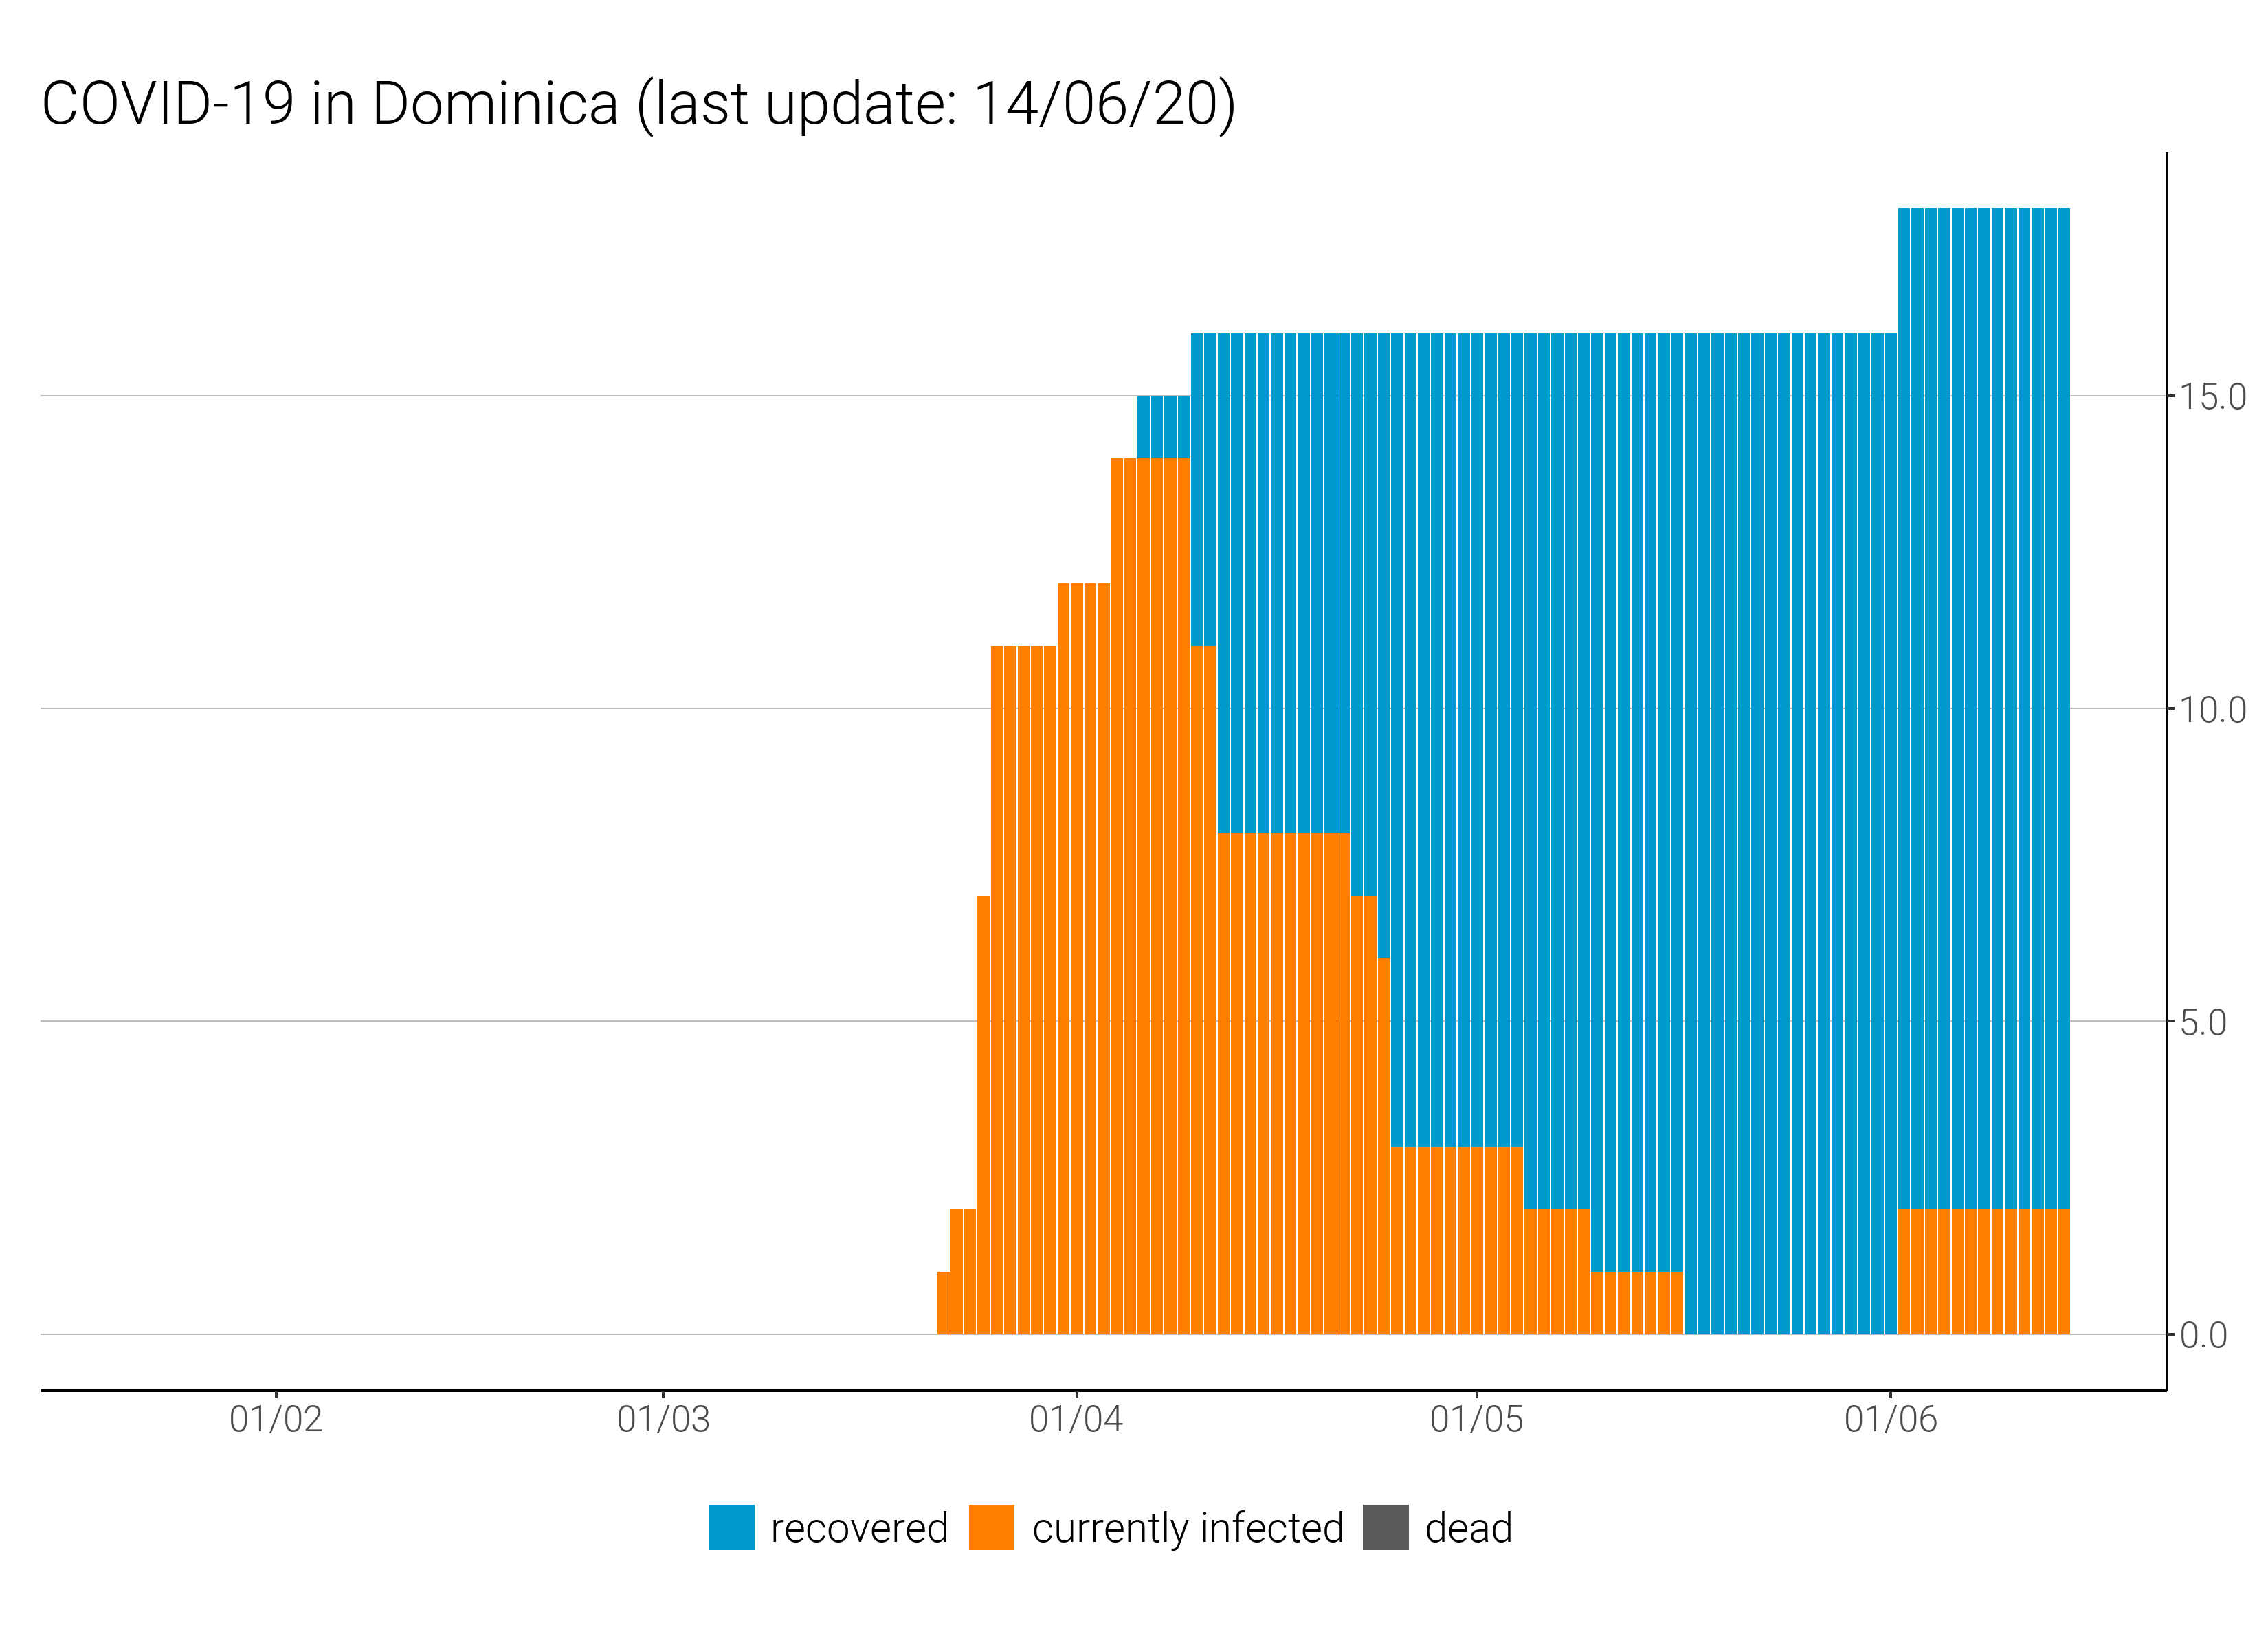 COVID-19 in Dominica (last update: 14/06/20)
15.0
10.0
5.0
0.0
01/02 01/03 01/04 01/05 01/06
recovered currently infected dead